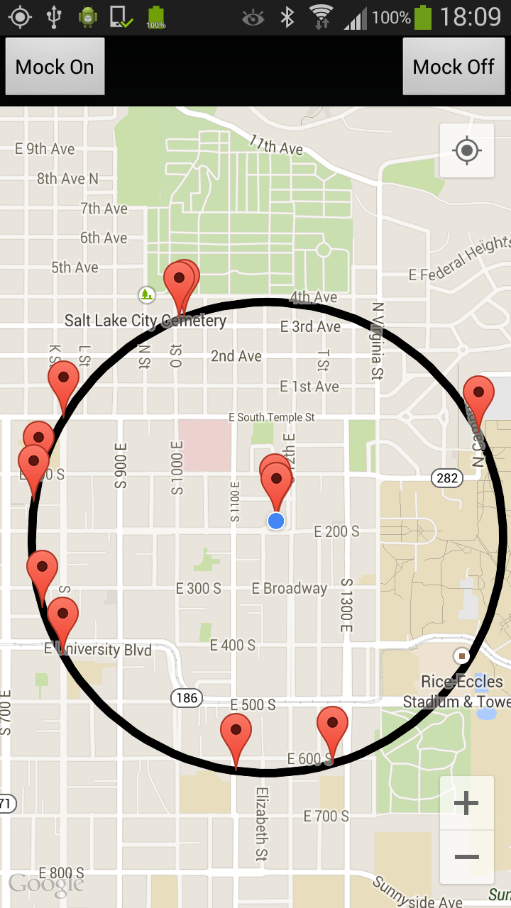 100%
100%
18:09
Mock On
Mock Off
11th Ave
E 9th Ave
8th Ave N
7th Ave
6th Ave
5th Ave
E Federal Heights
4th Ave
Salt Lake City Cemetery
E 3rd Ave
N Virginia St
L St
N St
St O
2nd Ave
T St
E 1st Ave
E South Temple St
S 900 E
S 1000 E
282
S 1100 E
E 200 S
E 300 S
E Broadway
S 1300 E
E 400 S
E University Blvd
Rice-Eccles
Stadium & Towe
186
E 500 S
S 700 E
E 600 S
71
Elizabeth St
E 700 S
E 800 S
Google
Sunnyside Ave
Sun